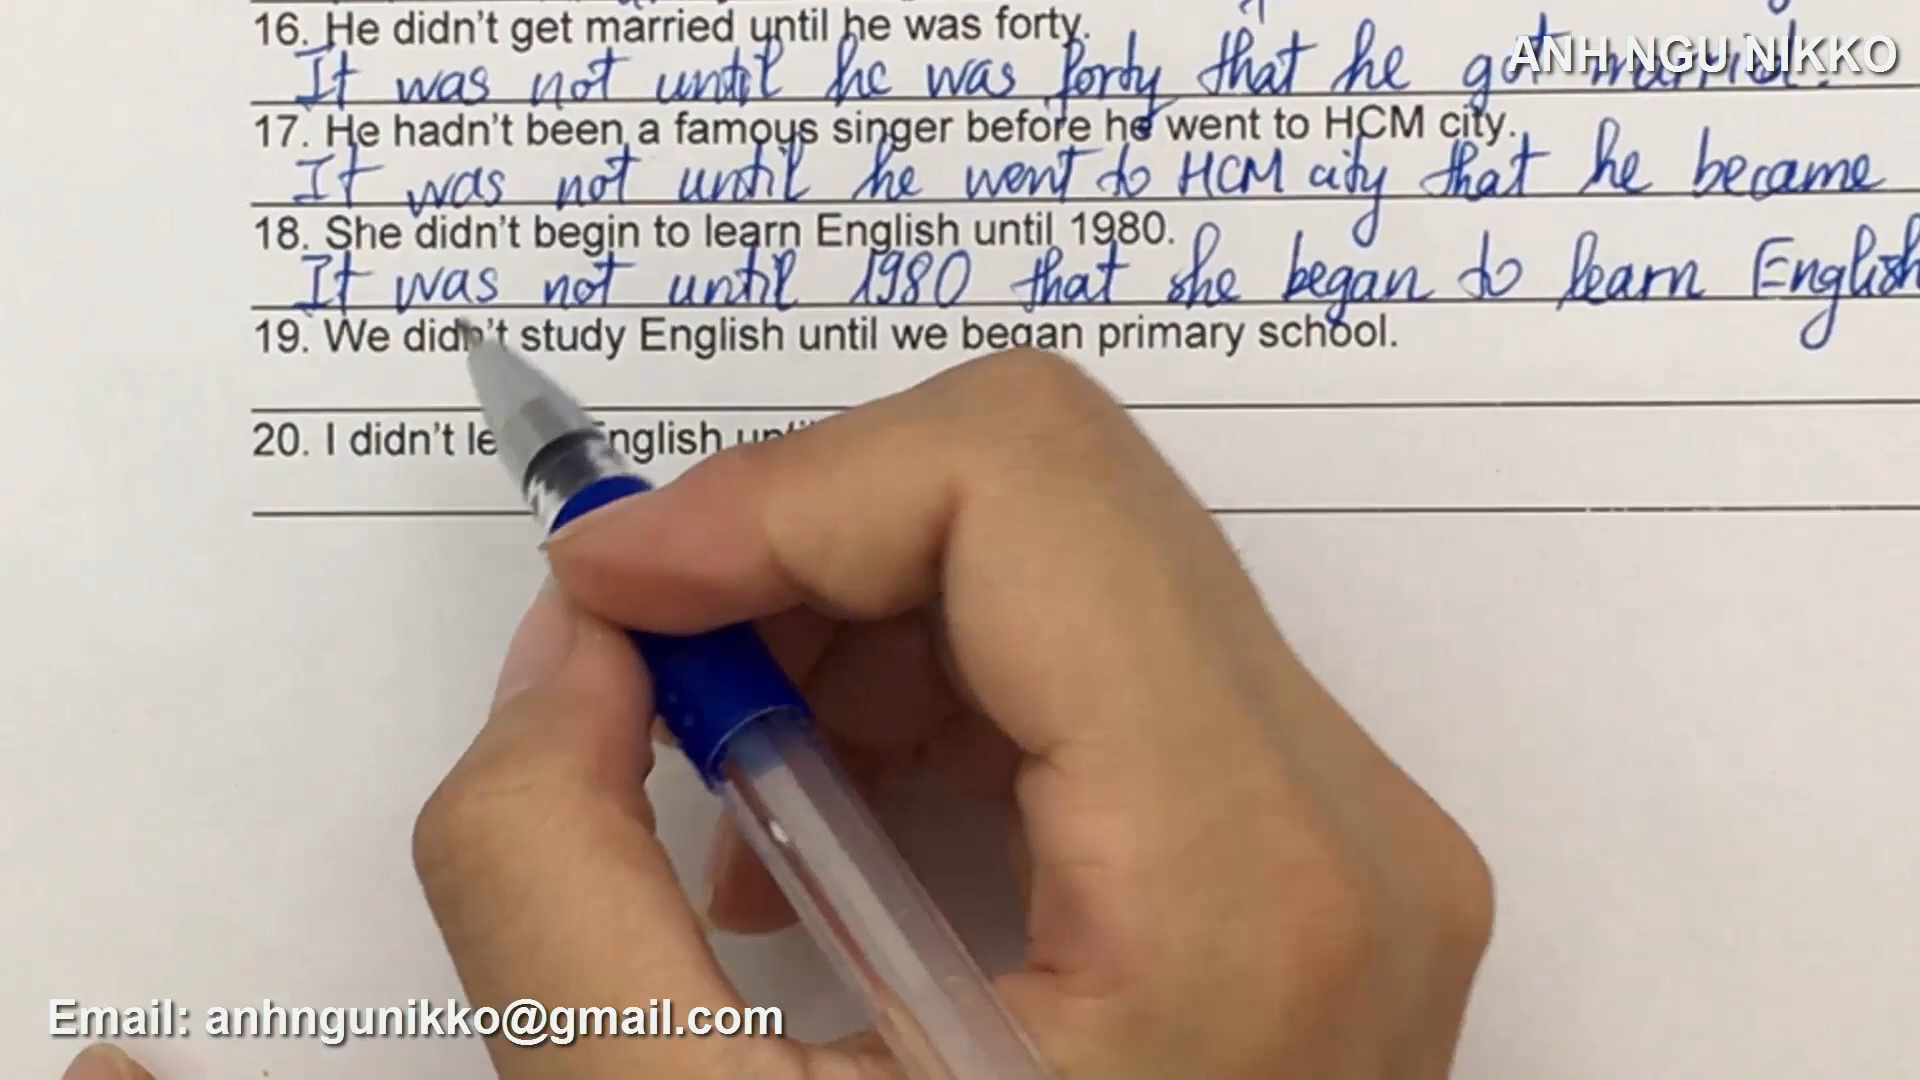 16. He didn't get married until he was forty.
ANH NGU NIKKO
It was not until he was forty that he got married.
17. He hadn't been a famous singer before he went to HCM city.
It was not until he went to HCM city that he became
18. She didn't begin to learn English until 1980.
It was not until 1980 that she began to learn English
19. We didn't study English until we began primary school.
20. I didn't English
Email: anhngunikko@gmail.com